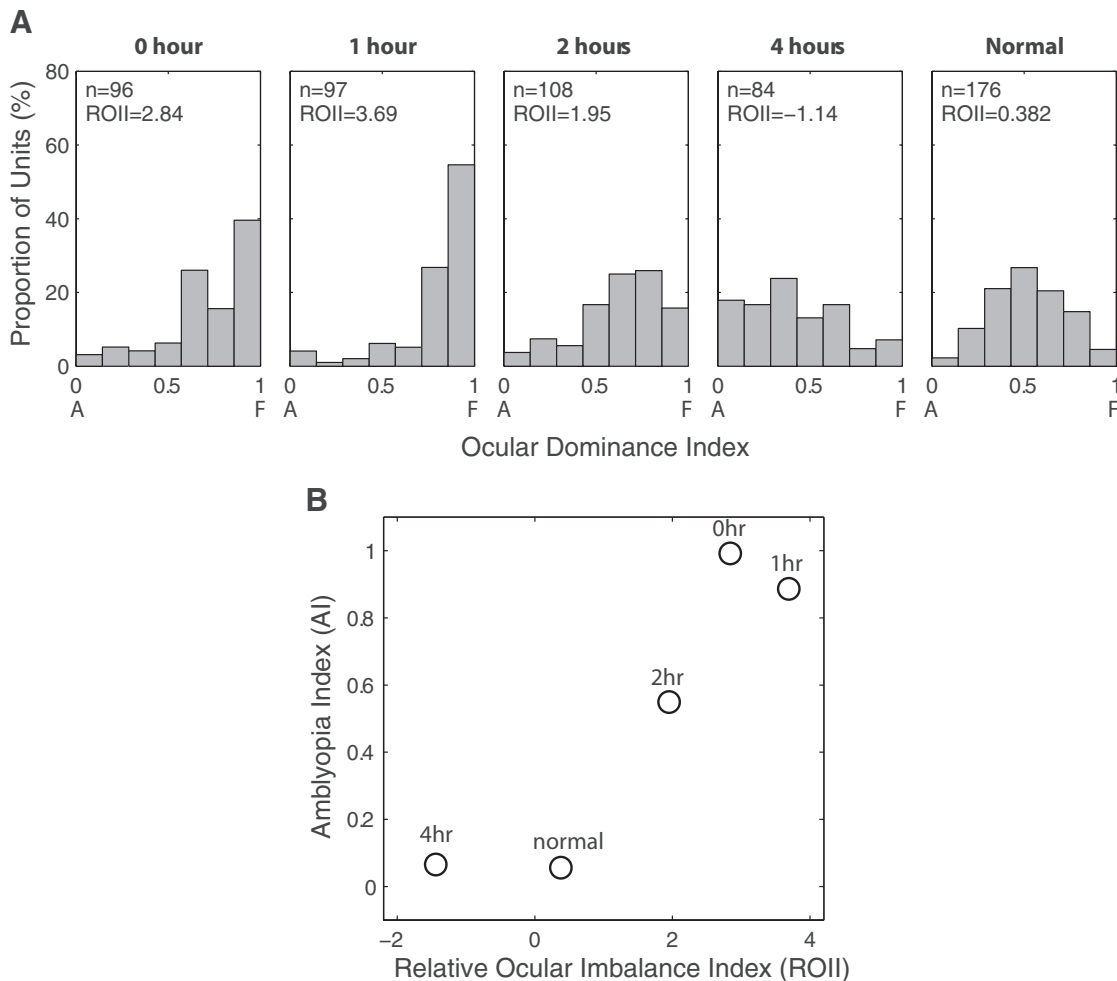 A
0 hour
1 hour
2 hours
4 hours
Normal
Proportion of Units (%)
80
60
40
20
0
n=96
ROII=2.84
n=97
ROII=3.69
n=108
ROII=1.95
n=84
ROII=−1.14
n=176
ROII=0.382
0 0.5 1 0 0.5 1 0 0.5 1 0 0.5 1 0 0.5 1
A F A F A F A F A F
Ocular Dominance Index
B
Amblyopia Index (AI)
1
0.8
0.6
0.4
0.2
0
0hr
1hr
2hr
4hr
normal
−2 0 2 4
Relative Ocular Imbalance Index (ROII)